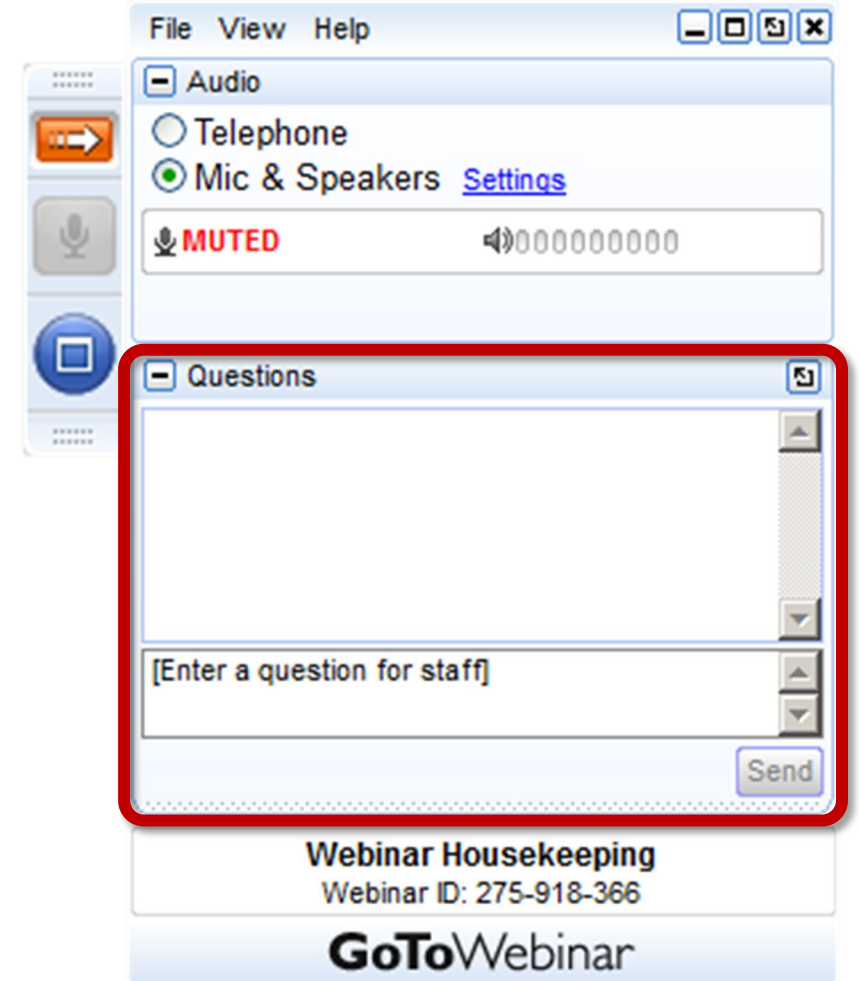 File View Help
Audio
Telephone
Mic & Speakers Settings
MUTED
Questions
[Enter a question for staff]
Send
Webinar Housekeeping
Webinar ID: 275-918-366
GoToWebinar